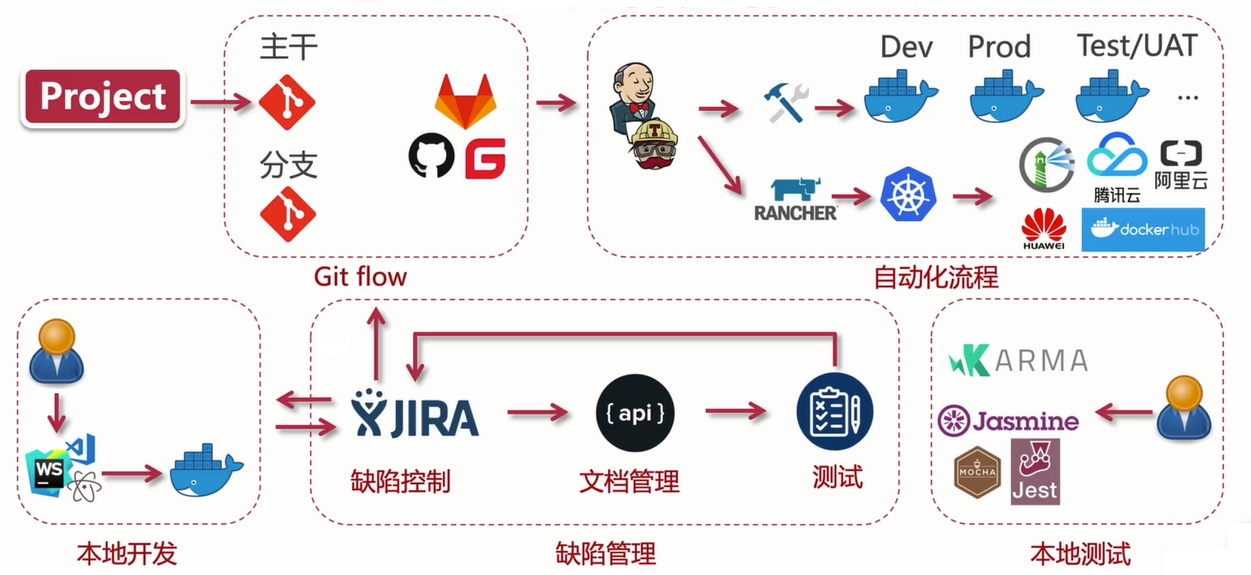 Project
主干
分支
Git flow
Dev
Prod
Test/UAT
...
T
RANCHER
腾讯云
阿里云
HUAWEI
docker hub
自动化流程
WS
本地开发
JIRA
缺陷控制
{api}
文档管理
测试
缺陷管理
KARMA
Jasmine
MOCHA
Jest
本地测试